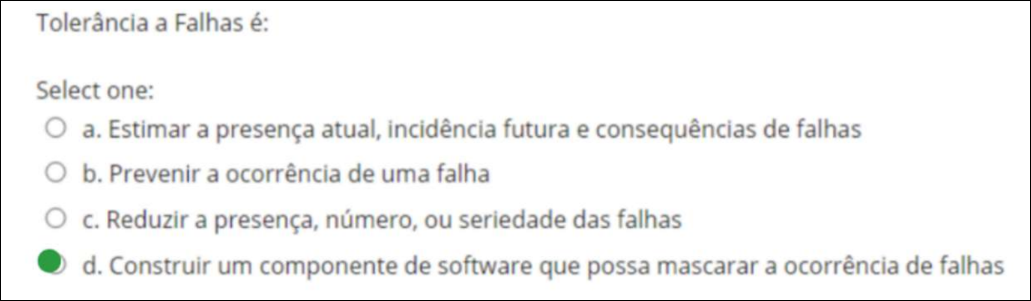 Tolerância a Falhas é:
Select one:
a. Estimar a presença atual, incidência futura e consequências de falhas
b. Prevenir a ocorrência de uma falha
c. Reduzir a presença, número, ou seriedade das falhas
d. Construir um componente de software que possa mascarar a ocorrência de falhas